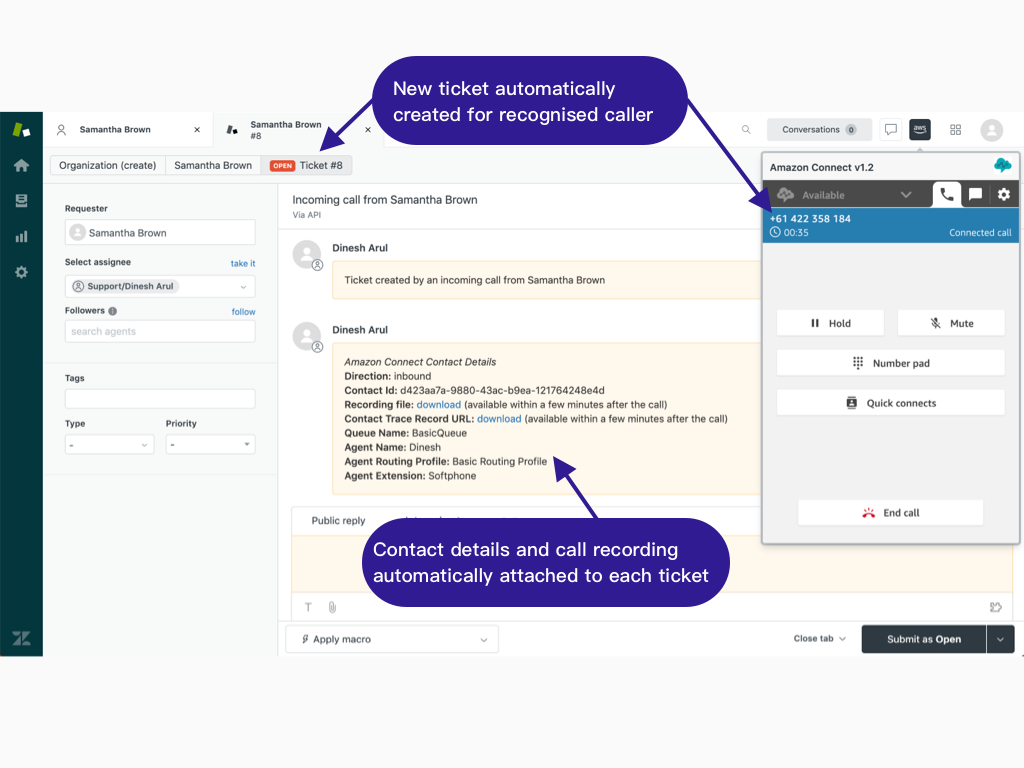 New ticket automatically
created for recognised caller
Samantha Brown
Samantha Brown
#8
Conversations 0
aws
Organization (create)
Samantha Brown
OPEN Ticket #8
Requester
Samantha Brown
Select assignee
take it
Support/Dinesh Arul
Followers
follow
search agents
Tags
Type
Priority
-
-
Incoming call from Samantha Brown
Via API
Dinesh Arul
Ticket created by an incoming call from Samantha Brown
Dinesh Arul
Amazon Connect Contact Details
Direction: inbound
Contact Id: d423aa7a-9880-43ac-b9ea-121764248e4d
Recording file: download (available within a few minutes after the call)
Contact Trace Record URL: download (available within a few minutes after the call)
Queue Name: BasicQueue
Agent Name: Dinesh
Agent Routing Profile: Basic Routing Profile
Agent Extension: Softphone
Public reply
Contact details and call recording
automatically attached to each ticket
T
Apply macro
Close tab
Submit as Open
Amazon Connect v1.2
Available
+61 422 358 184
00:35
Connected call
Hold
Mute
Number pad
Quick connects
End call